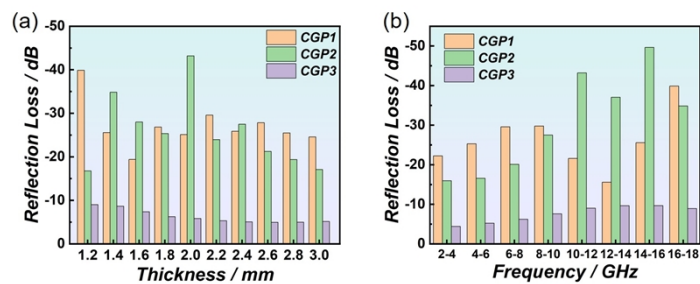 (a)
-50
-40
-30
-20
-10
0
Reflection Loss / dB
CGP1
CGP2
CGP3
1.2 1.4 1.6 1.8 2.0 2.2 2.4 2.6 2.8 3.0
Thickness / mm
(b)
-50
-40
-30
-20
-10
0
Reflection Loss / dB
CGP1
CGP2
CGP3
2-4 4-6 6-8 8-10 10-12 12-14 14-16 16-18
Frequency / GHz